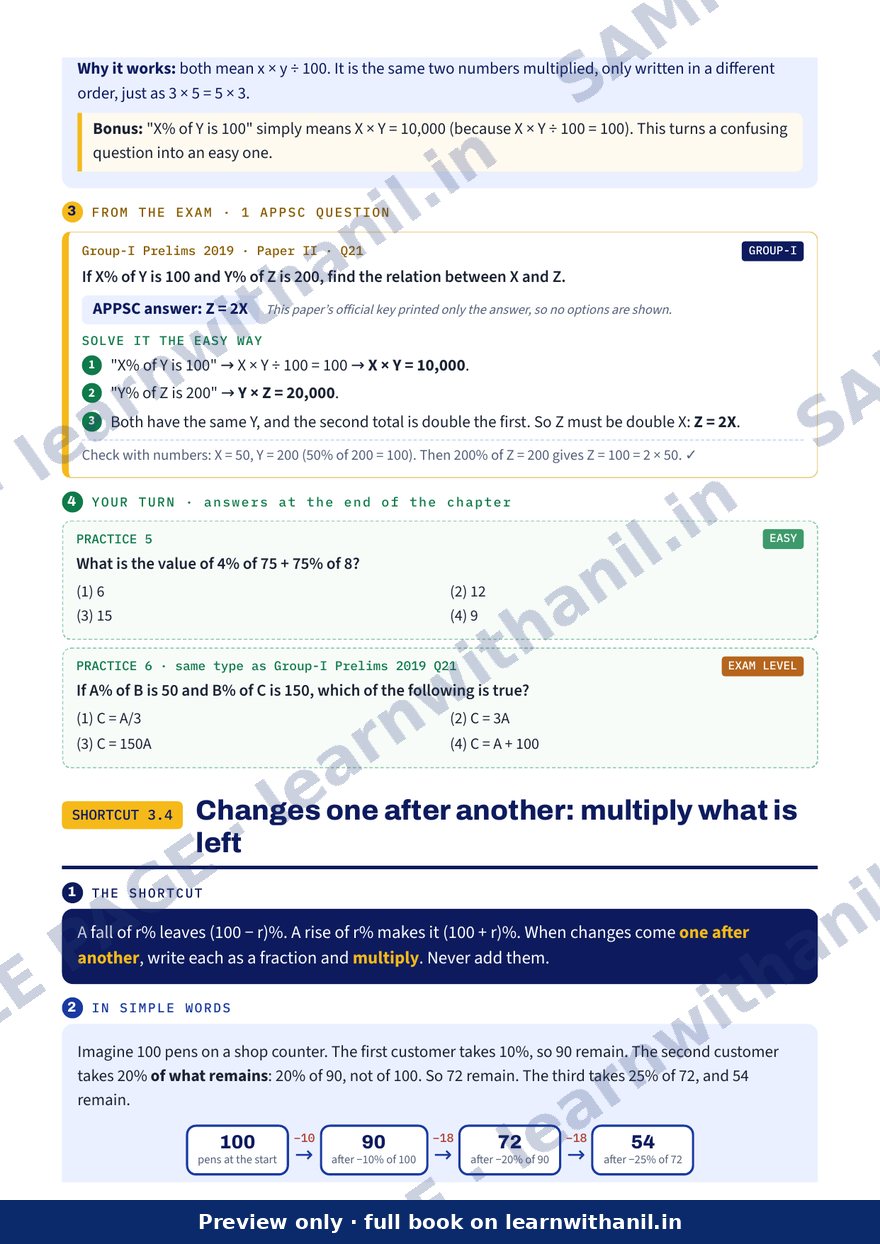 Why it works: both mean x × y ÷ 100. It is the same two numbers multiplied, only written in a different
order, just as 3 × 5 = 5 × 3.
Bonus: "X% of Y is 100" simply means X × Y = 10,000 (because X × Y ÷ 100 = 100). This turns a confusing
question into an easy one.
3 FROM THE EXAM · 1 APPSC QUESTION
Group-I Prelims 2019 · Paper II · Q21 GROUP-I
If X% of Y is 100 and Y% of Z is 200, find the relation between X and Z.
APPSC answer: Z = 2X This paper's official key printed only the answer, so no options are shown.
SOLVE IT THE EASY WAY
1 "X% of Y is 100" → X × Y ÷ 100 = 100 → X × Y = 10,000.
2 "Y% of Z is 200" → Y × Z = 20,000.
3 Both have the same Y, and the second total is double the first. So Z must be double X: Z = 2X.
Check with numbers: X = 50, Y = 200 (50% of 200 = 100). Then 200% of Z = 200 gives Z = 100 = 2 × 50. ✓
4 YOUR TURN · answers at the end of the chapter
PRACTICE 5 EASY
What is the value of 4% of 75 + 75% of 8?
(1) 6 (2) 12
(3) 15 (4) 9
PRACTICE 6 · same type as Group-I Prelims 2019 Q21 EXAM LEVEL
If A% of B is 50 and B% of C is 150, which of the following is true?
(1) C = A/3 (2) C = 3A
(3) C = 150A (4) C = A + 100
SHORTCUT 3.4 Changes one after another: multiply what is
left
1 THE SHORTCUT
A fall of r% leaves (100 − r)%. A rise of r% makes it (100 + r)%. When changes come one after
another, write each as a fraction and multiply. Never add them.
2 IN SIMPLE WORDS
Imagine 100 pens on a shop counter. The first customer takes 10%, so 90 remain. The second customer
takes 20% of what remains: 20% of 90, not of 100. So 72 remain. The third takes 25% of 72, and 54
remain.
100 −10 90 −18 72 −18 54
pens at the start → after −10% of 100 → after −20% of 90 → after −25% of 72
Preview only · full book on learnwithanil.in
SAM
learnwithanil.in
SA
learnwithanil.in
E PAGE ·
E · learnwithanil